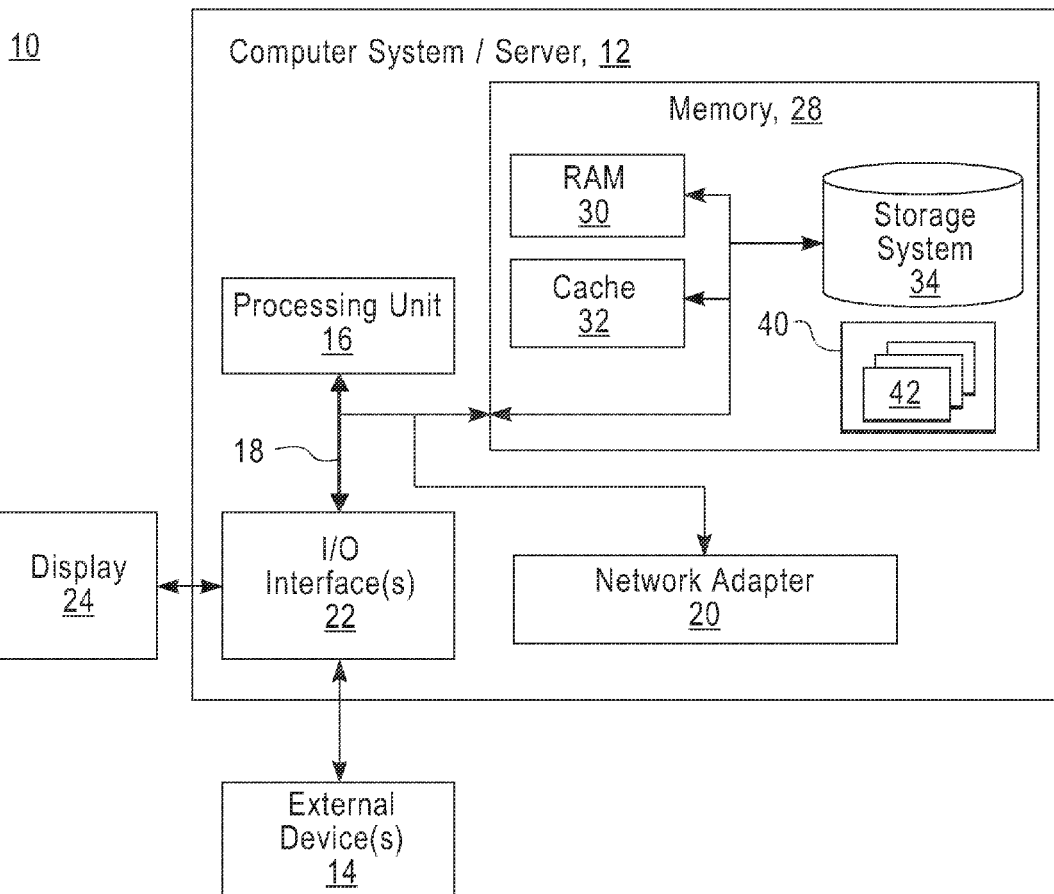 10
Computer System / Server, 12
Memory, 28
RAM
30
Storage
System
34
Cache
32
Processing Unit
16
40
42
18
I/O
Interface(s)
22
Display
24
Network Adapter
20
External
Device(s)
14